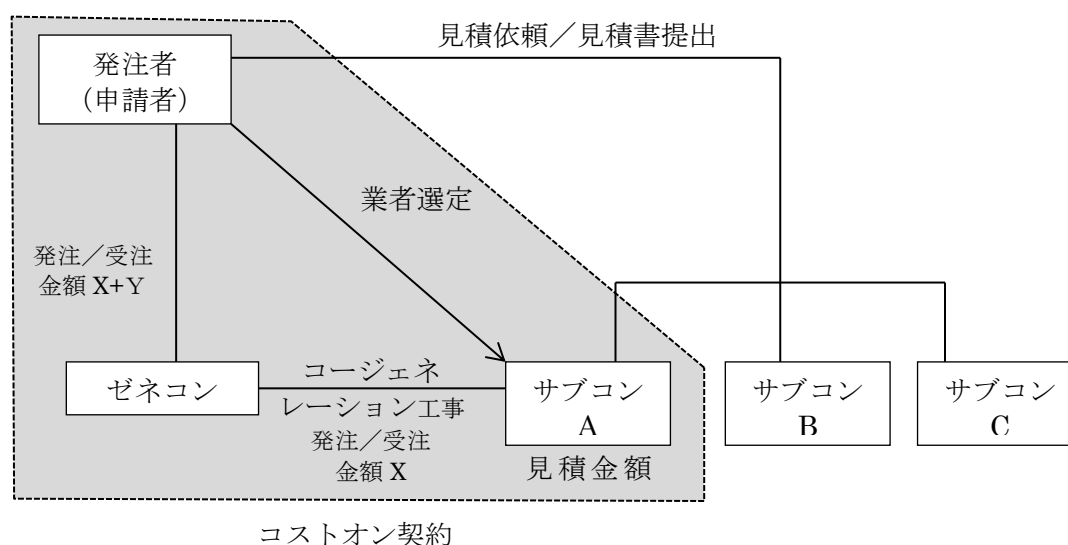 見積依頼／見積書提出
発注者
（申請者）
業者選定
発注／受注
金額 X+Y
ゼネコン
コージェネ
レーション工事
発注／受注
金額 X
サブコン
A
見積金額
サブコン
B
サブコン
C
コストオン契約